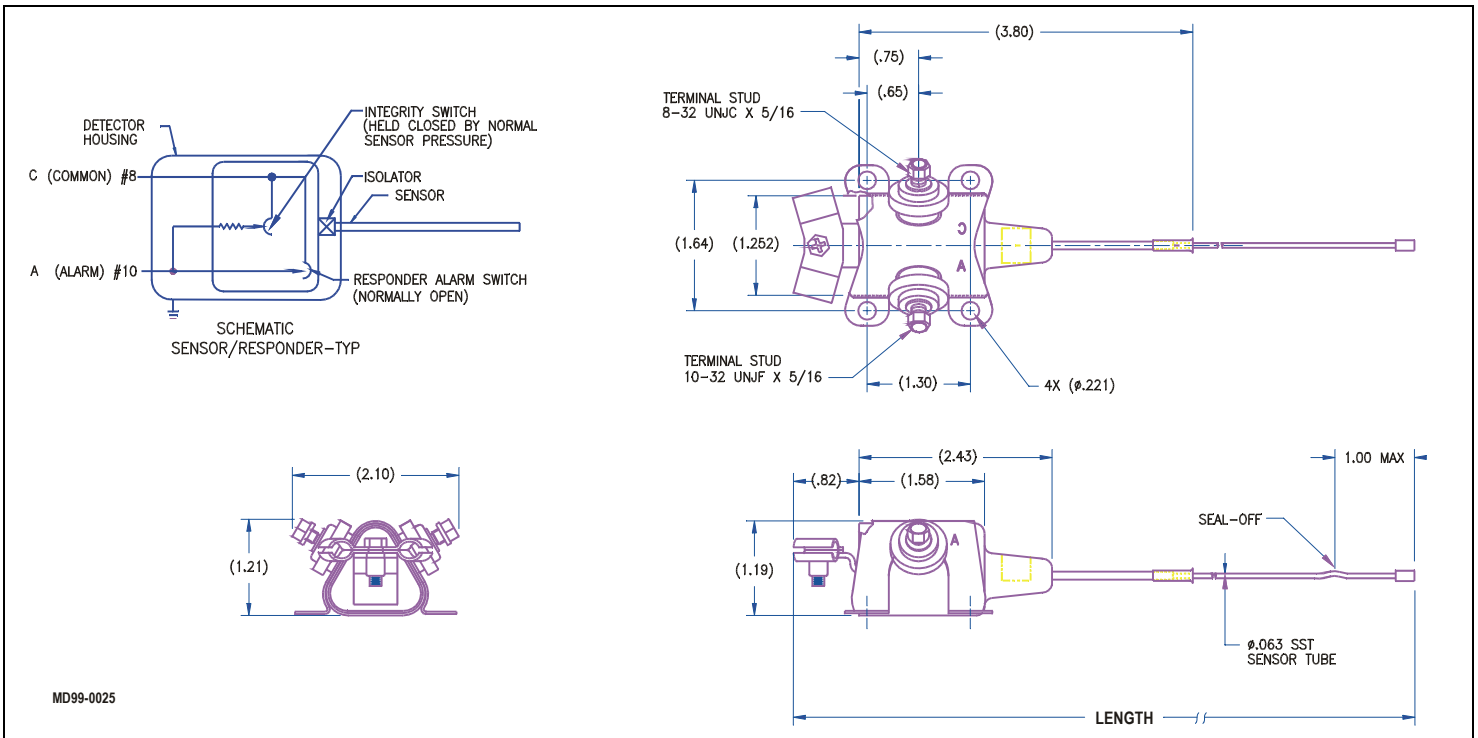 DETECTOR
HOUSING
INTEGRITY SWITCH
(HELD CLOSED BY NORMAL
SENSOR PRESSURE)
C (COMMON) #8
ISOLATOR
SENSOR
A (ALARM) #10
RESPONDER ALARM SWITCH
(NORMALLY OPEN)
SCHEMATIC
SENSOR/RESPONDER-TYP
(3.80)
(.75)
(.65)
TERMINAL STUD
8-32 UNJC X 5/16
(1.64)
(1.252)
C
A
TERMINAL STUD
10-32 UNJF X 5/16
(1.30)
4X (ø.221)
(2.10)
(1.21)
(2.43)
(.82)
(1.58)
1.00 MAX
SEAL-OFF
A
(1.19)
ø.063 SST
SENSOR TUBE
MD99-0025
LENGTH